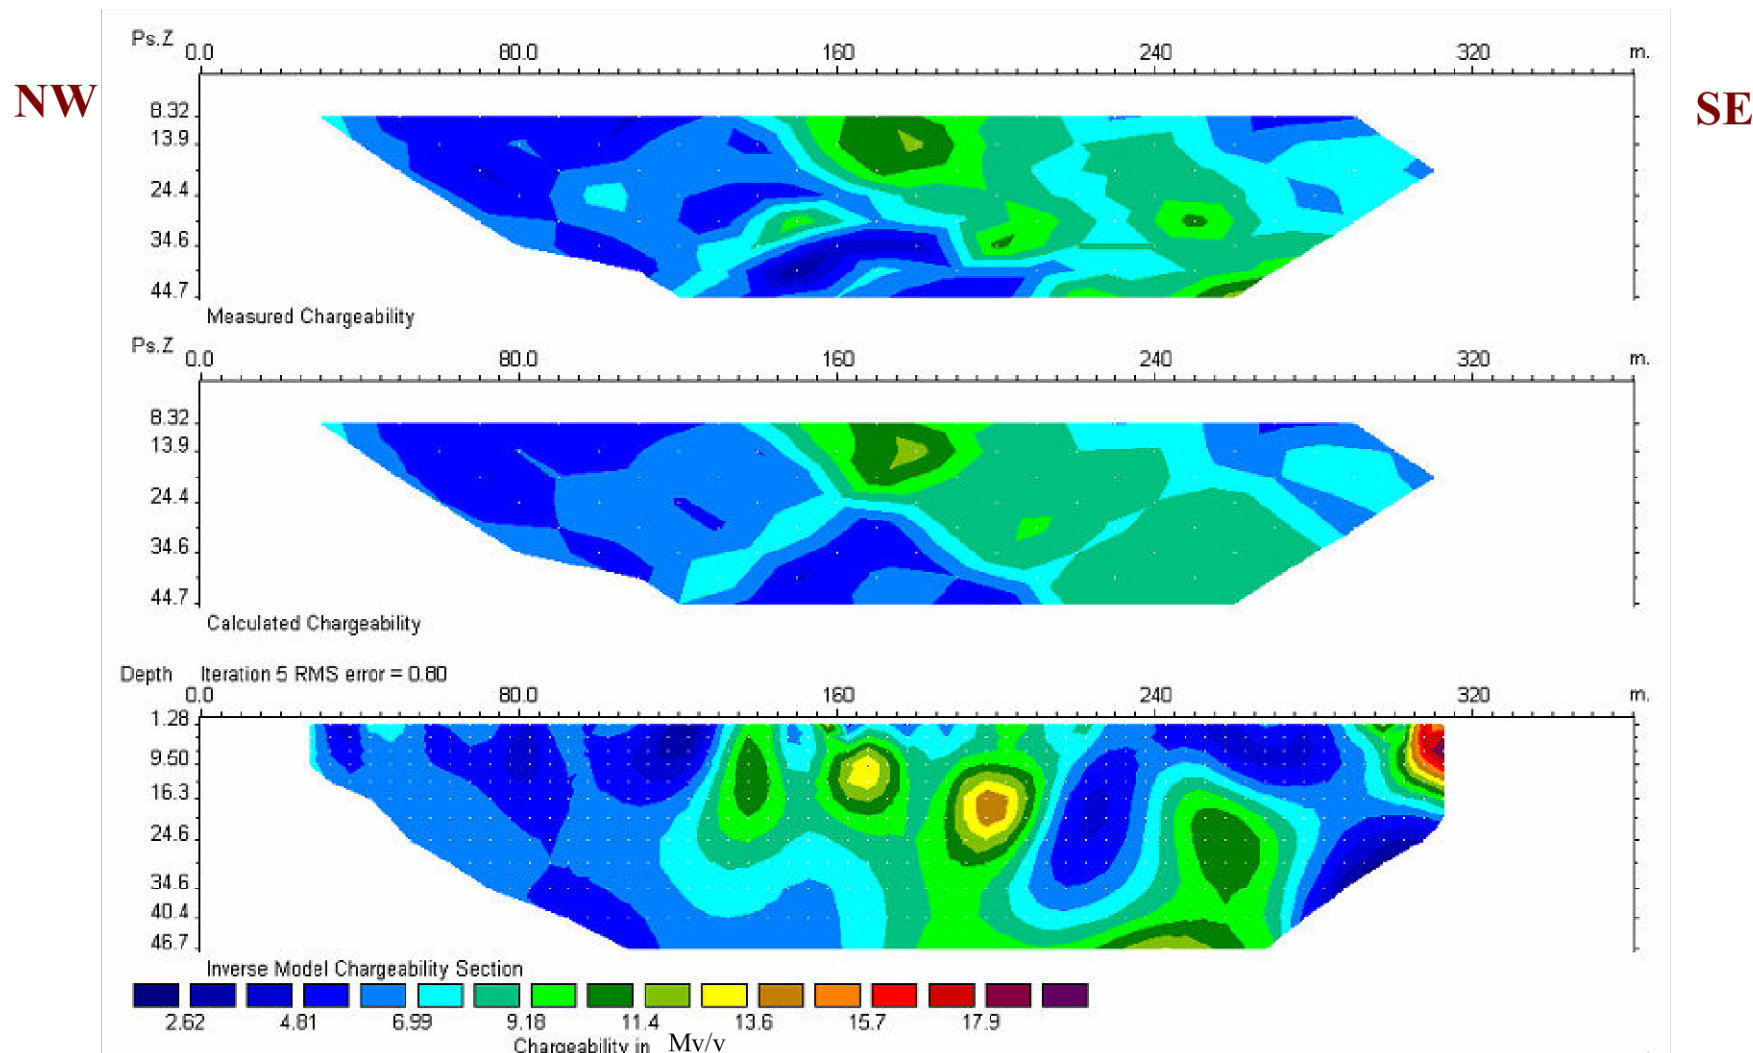 Ps.Z 0.0 80.0 160 240 320 m.
NW
SE
8.32
13.9
24.4
34.6
44.7
Measured Chargeability
Ps.Z 0.0 80.0 160 240 320 m.
8.32
13.9
24.4
34.6
44.7
Calculated Chargeability
Depth Iteration 5 RMS error = 0.80
0.0 80.0 160 240 320 m.
1.28
9.50
16.3
24.6
34.6
40.4
46.7
Inverse Model Chargeability Section
2.62 4.81 6.99 9.18 11.4 13.6 15.7 17.9
Chargeability in Mv/v